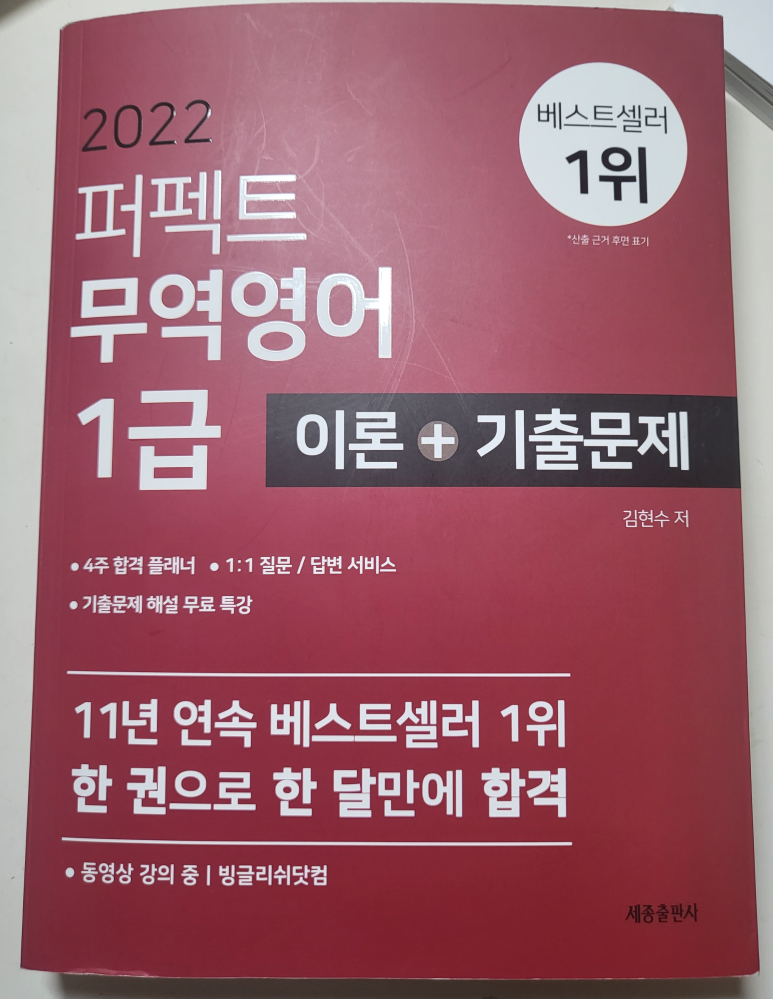 2022
퍼펙트
무역영어
1급
베스트셀러
1위
*산출 근거 후면 표기
이론 + 기출문제
김현수 저
• 4주 합격 플래너 • 1:1 질문 / 답변 서비스
• 기출문제 해설 무료 특강
11년 연속 베스트셀러 1위
한 권으로 한 달만에 합격
• 동영상 강의 중 | 빙글리쉬닷컴
세종출판사